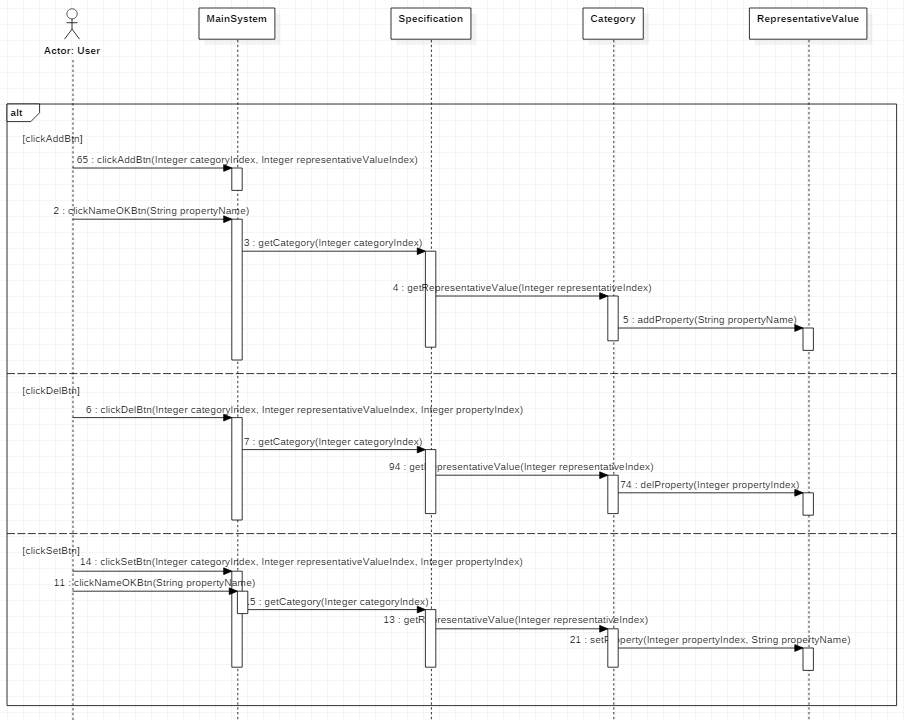 MainSystem
Specification
Category
RepresentativeValue
Actor: User
alt
[clickAddBtn]
65 : clickAddBtn(Integer categoryIndex, Integer representativeValueIndex)
2 : clickNameOKBtn(String propertyName)
3 : getCategory(Integer categoryIndex)
4 : getRepresentativeValue(Integer representativeIndex)
5 : addProperty(String propertyName)
[clickDelBtn]
6 : clickDelBtn(Integer categoryIndex, Integer representativeValueIndex, Integer propertyIndex)
7 : getCategory(Integer categoryIndex)
94 : getRepresentativeValue(Integer representativeIndex)
74 : delProperty(Integer propertyIndex)
[clickSetBtn]
14 : clickSetBtn(Integer categoryIndex, Integer representativeValueIndex, Integer propertyIndex)
11 : clickNameOKBtn(String propertyName)
5 : getCategory(Integer categoryIndex)
13 : getRepresentativeValue(Integer representativeIndex)
21 : setProperty(Integer propertyIndex, String propertyName)